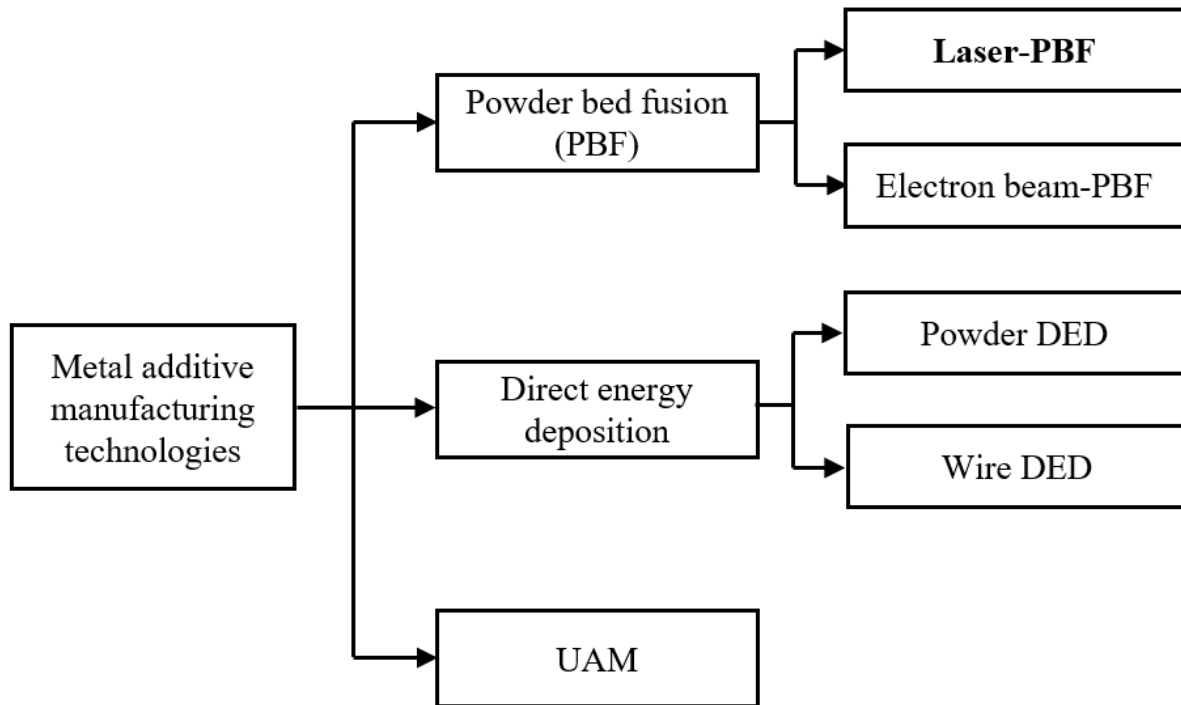 Metal additive
manufacturing
technologies
Powder bed fusion
(PBF)
Laser-PBF
Electron beam-PBF
Direct energy
deposition
Powder DED
Wire DED
UAM